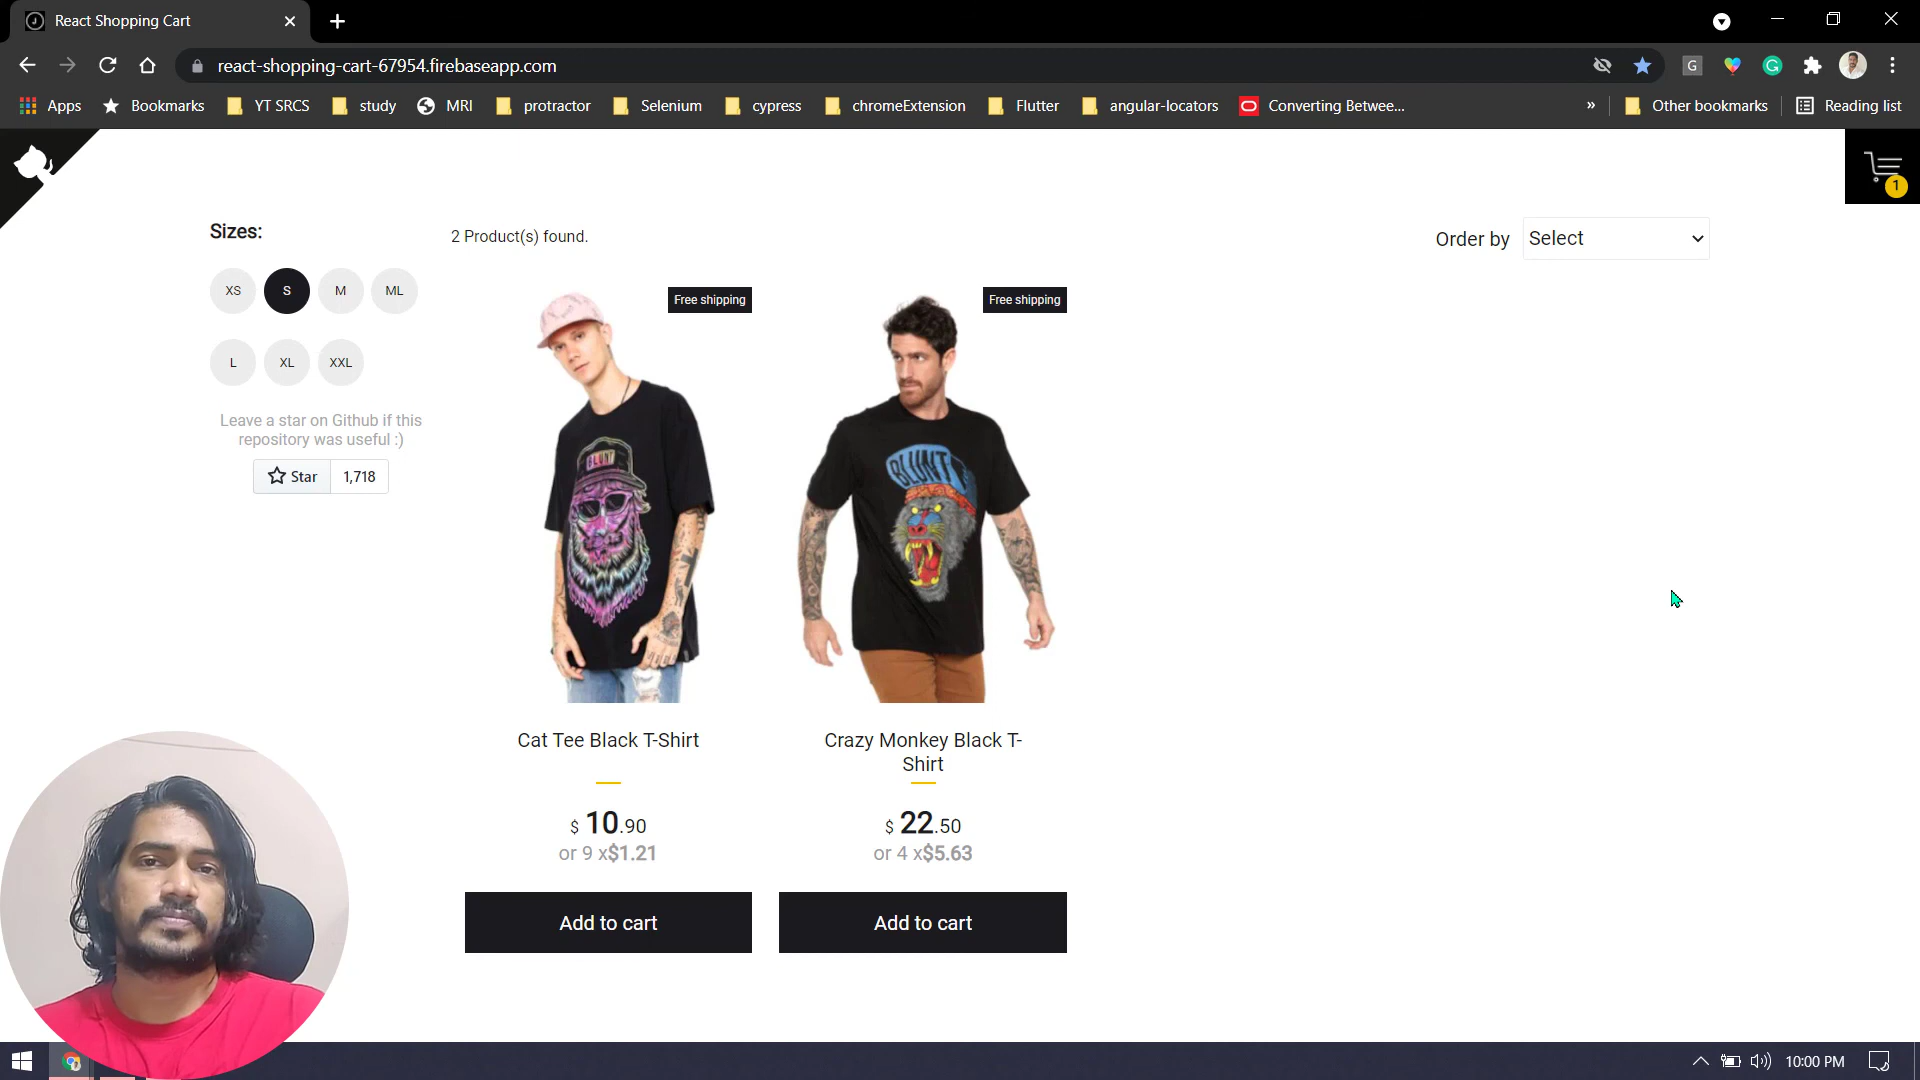 React Shopping Cart
react-shopping-cart-67954.firebaseapp.com
G
Apps
Bookmarks
YT SRCS
study
MRI
protractor
Selenium
cypress
chromeExtension
Flutter
angular-locators
Converting Betwee...
»
Other bookmarks
Reading list
1
Sizes:
2 Product(s) found.
Order by
Select
XS
S
M
ML
L
XL
XXL
Leave a star on Github if this
repository was useful :)
Star
1,718
Free shipping
Free shipping
BLUNT
BLUNT
Cat Tee Black T-Shirt
Crazy Monkey Black T-
Shirt
$ 10.90
or 9 x$1.21
$ 22.50
or 4 x$5.63
Add to cart
Add to cart
10:00 PM